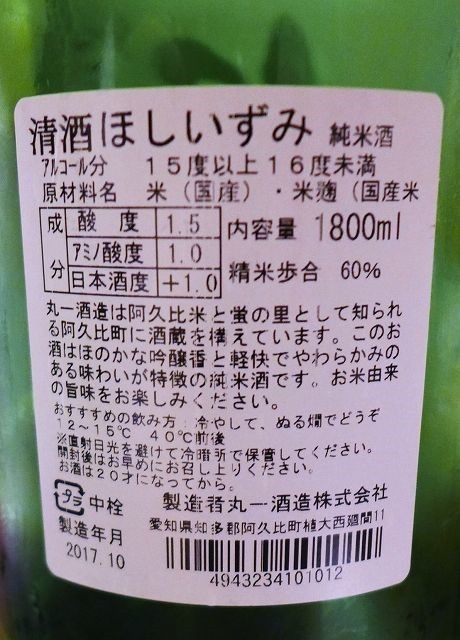 清酒ほしいずみ 純米酒
アルコール分 15度以上16度未満
原材料名 米（国産）・米麹（国産米
成分
酸度 1.5
アミノ酸度 1.0
日本酒度 +1.0
内容量 1800ml
精米歩合 60%
丸一酒造は阿久比米と蛍の里として知られ
る阿久比町に酒蔵を構えています。このお
酒はほのかな吟醸香と軽快でやわらかみの
ある味わいが特徴の純米酒です。お米由来
の旨味をお楽しみください。
おすすめの飲み方：冷やして、ぬる燗でどうぞ
12～15℃ 40℃前後
※直射日光を避けて冷暗所で保管してください。
開封後はお早めにお召し上りください。
お酒は20才になってから。
プラ 中栓
製造者丸一酒造株式会社
愛知県知多郡阿久比町植大西廻間11
製造年月
2017.10
4943234101012